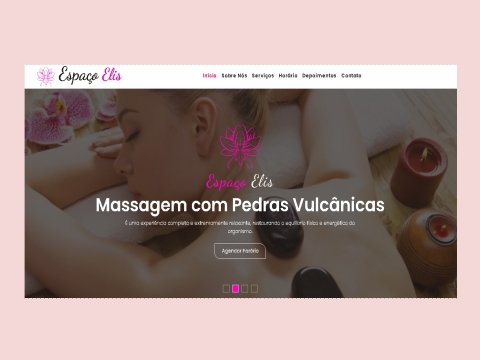 Espaço Elis
Início Sobre Nós Serviços Horário Depoimentos Contato
Espaço Elis
Massagem com Pedras Vulcânicas
É uma experiência completa e extremamente relaxante, restaurando o equilíbrio físico e energético do
organismo.
Agendar Horário